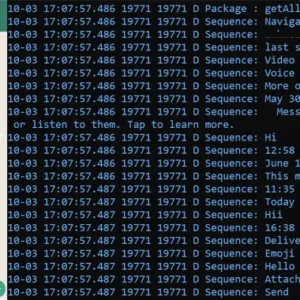 10-03 17:07:57.486 19771 19771 D Package : getAll
10-03 17:07:57.486 19771 19771 D Sequence: Naviga
10-03 17:07:57.486 19771 19771 D Sequence:
10-03 17:07:57.486 19771 19771 D Sequence: last s
10-03 17:07:57.486 19771 19771 D Sequence: Video
10-03 17:07:57.486 19771 19771 D Sequence: Voice
10-03 17:07:57.486 19771 19771 D Sequence: More o
10-03 17:07:57.486 19771 19771 D Sequence: May 30
10-03 17:07:57.486 19771 19771 D Sequence: Mess
or listen to them. Tap to learn more.
10-03 17:07:57.486 19771 19771 D Sequence: Hi
10-03 17:07:57.486 19771 19771 D Sequence: 12:58
10-03 17:07:57.486 19771 19771 D Sequence: June 1
10-03 17:07:57.486 19771 19771 D Sequence: This m
10-03 17:07:57.487 19771 19771 D Sequence: 11:35
10-03 17:07:57.487 19771 19771 D Sequence: Today
10-03 17:07:57.487 19771 19771 D Sequence: Hii
10-03 17:07:57.487 19771 19771 D Sequence: 16:38
10-03 17:07:57.487 19771 19771 D Sequence: Delive
10-03 17:07:57.487 19771 19771 D Sequence: Emoji
10-03 17:07:57.487 19771 19771 D Sequence: Hello
10-03 17:07:57.487 19771 19771 D Sequence: Attac
10-03 17:07:57.487 19771 19771 D Sequence: Send